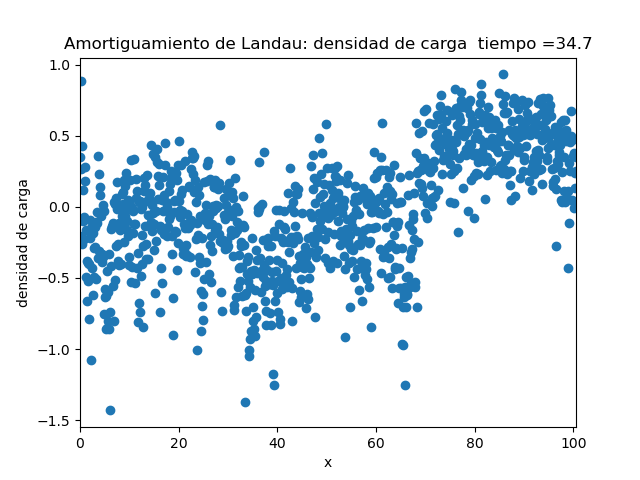 Amortiguamiento de Landau: densidad de carga  tiempo =34.7
densidad de carga
1.0
0.5
0.0
−0.5
−1.0
−1.5
0 20 40 60 80 100
x